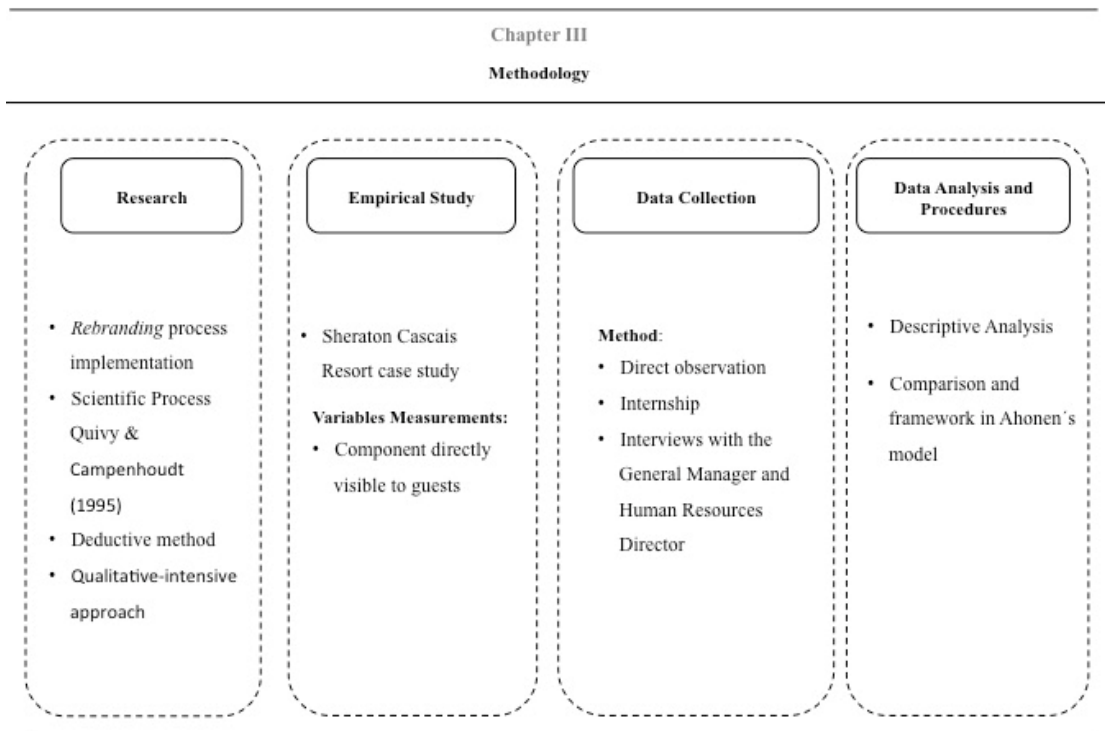 Chapter III
Methodology
Research
• Rebranding process
implementation
• Scientific Process
Quivy &
Campenhoudt
(1995)
• Deductive method
• Qualitative-intensive
approach
Empirical Study
• Sheraton Cascais
Resort case study
Variables Measurements:
• Component directly
visible to guests
Data Collection
Method:
• Direct observation
• Internship
• Interviews with the
General Manager and
Human Resources
Director
Data Analysis and
Procedures
• Descriptive Analysis
• Comparison and
framework in Ahonen´s
model